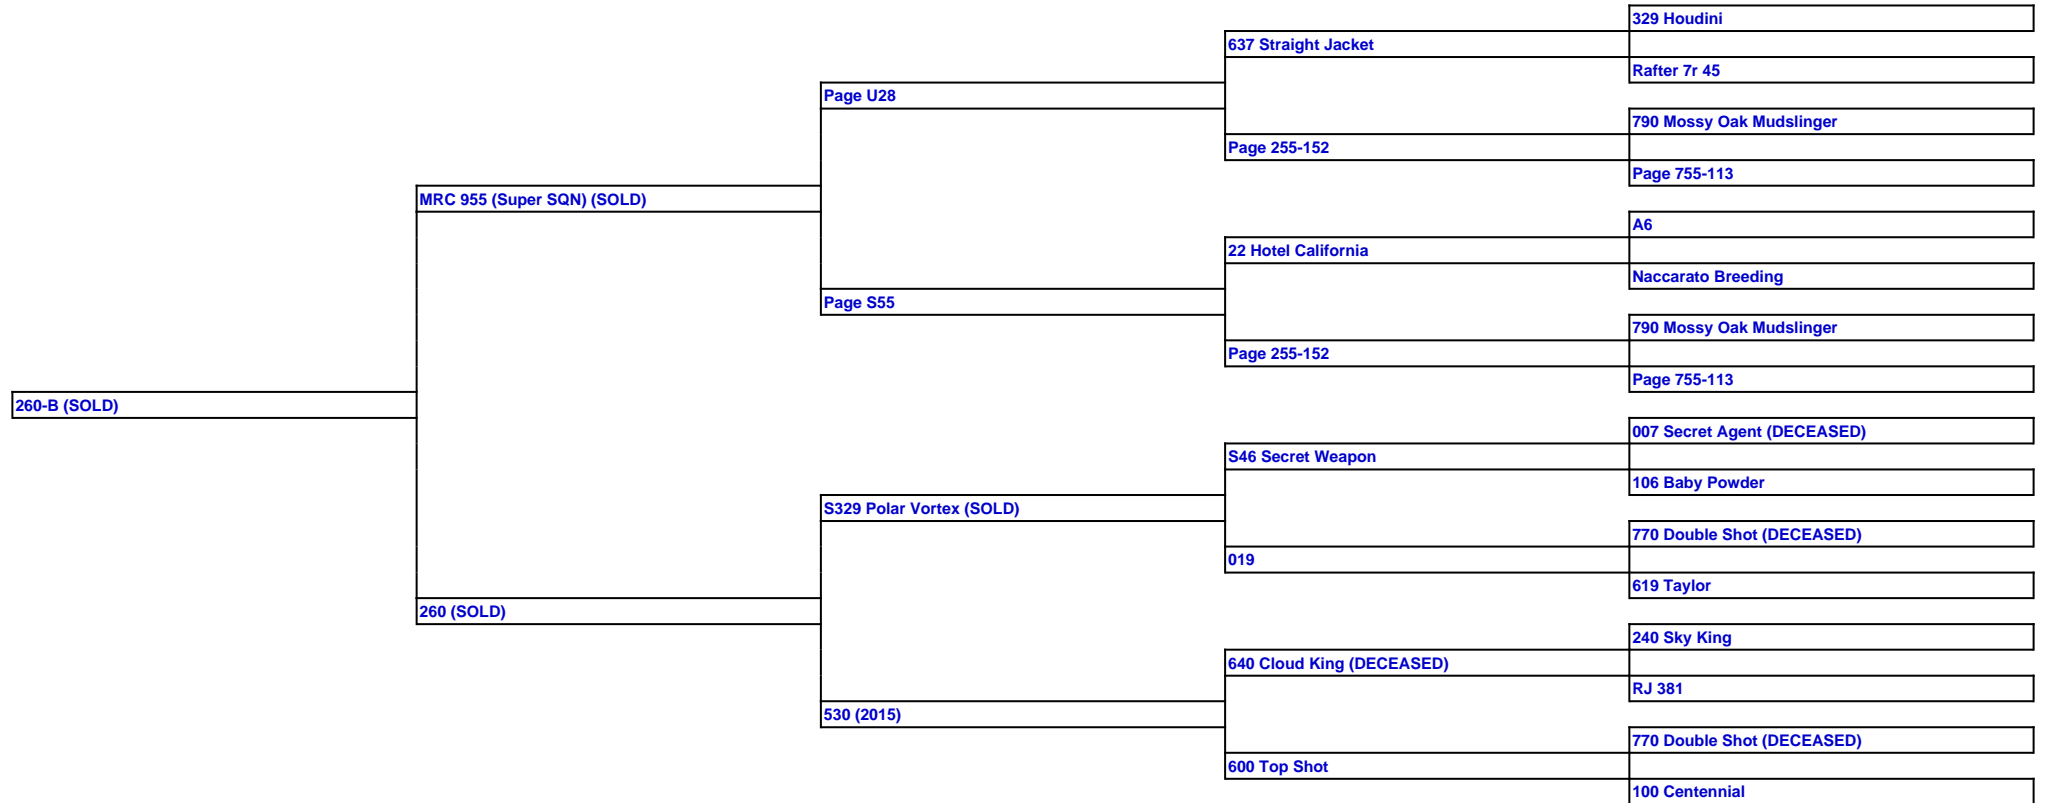 329 Houdini
637 Straight Jacket
Rafter 7r 45
Page U28
790 Mossy Oak Mudslinger
Page 255-152
Page 755-113
MRC 955 (Super SQN) (SOLD)
A6
22 Hotel California
Naccarato Breeding
Page S55
790 Mossy Oak Mudslinger
Page 255-152
Page 755-113
260-B (SOLD)
007 Secret Agent (DECEASED)
S46 Secret Weapon
106 Baby Powder
S329 Polar Vortex (SOLD)
770 Double Shot (DECEASED)
019
619 Taylor
260 (SOLD)
240 Sky King
640 Cloud King (DECEASED)
RJ 381
530 (2015)
770 Double Shot (DECEASED)
600 Top Shot
100 Centennial